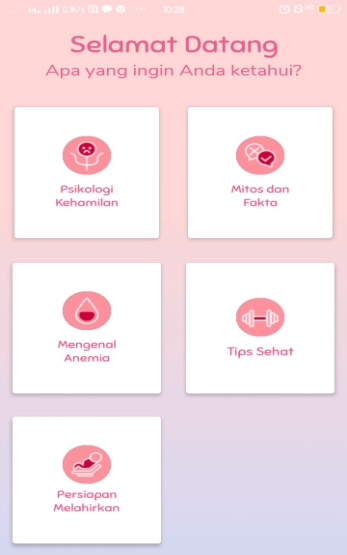 10:28
Selamat Datang
Apa yang ingin Anda ketahui?
Psikologi
Kehamilan
Mitos dan
Fakta
Mengenal
Anemia
Tips Sehat
Persiapan
Melahirkan